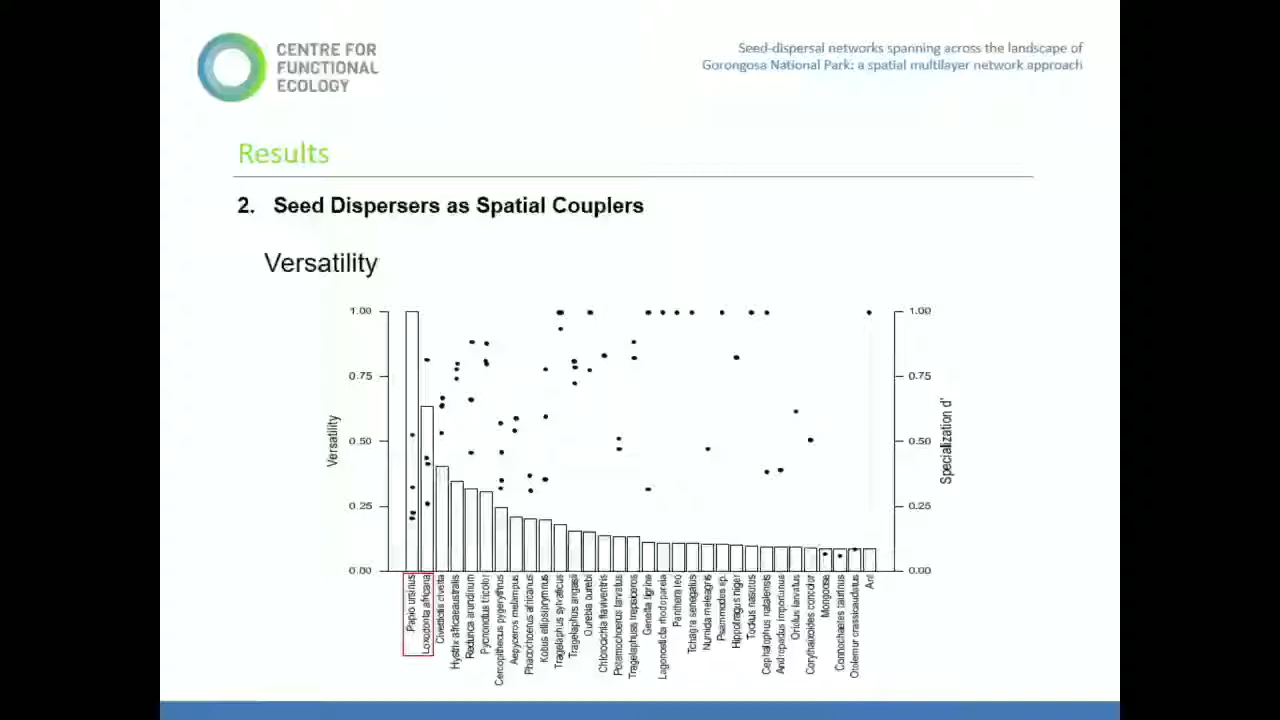 CENTRE FOR
FUNCTIONAL
ECOLOGY
Seed-dispersal networks spanning across the landscape of
Gorongosa National Park: a spatial multilayer network approach
Results
2. Seed Dispersers as Spatial Couplers
Versatility
1.00
0.75
0.50
0.25
0.00
Versatility
1.00
0.75
0.50
0.25
0.00
Specialization d'
Papio ursinus
Loxodonta africana
Civettictis civetta
Hystrix africaeaustralis
Redunca arundinum
Pycnonotus tricolor
Cercopithecus pygerythrus
Aepyceros melampus
Phacochoerus africanus
Kobus ellipsiprymnus
Tragelaphus sylvaticus
Tragelaphus angasii
Ourebia ourebi
Chlorocichla flaviventris
Potamochoerus larvatus
Tragelaphus strepsiceros
Genetta tigrina
Lagonosticta rhodopareia
Panthera leo
Tchagra senegalus
Numida meleagris
Psammodes sp.
Hippotragus niger
Tockus nasutus
Cephalophus natalensis
Andropadus importunus
Oriolus larvatus
Corythaixoides concolor
Mongoose
Connochaetes taurinus
Otolemur crassicaudatus
Ant